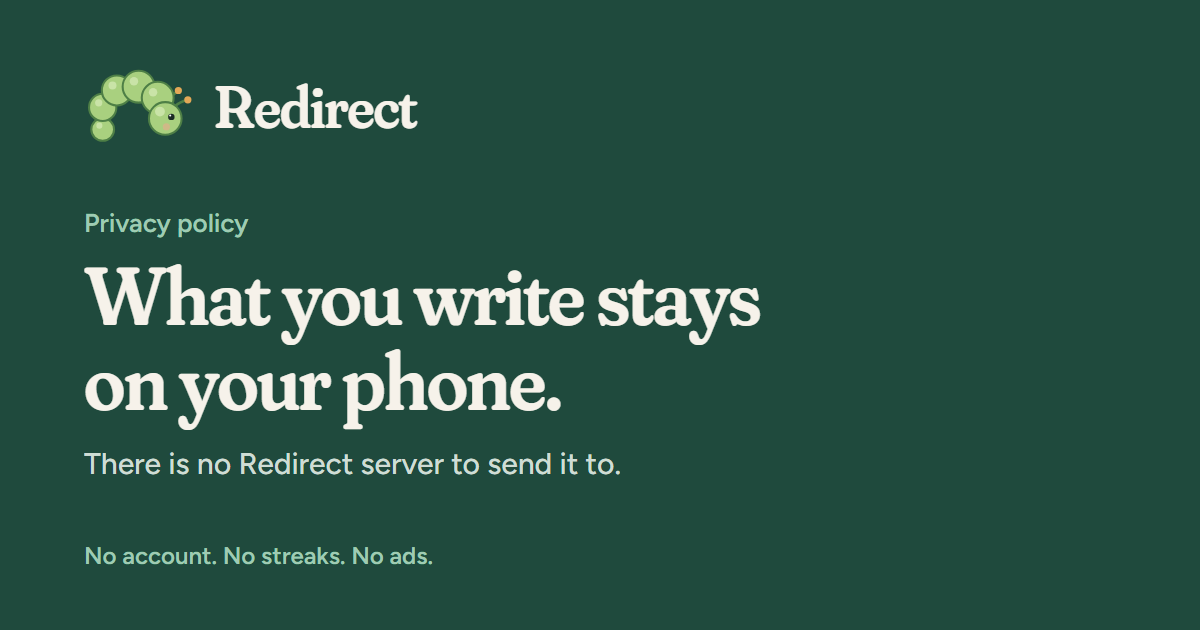 Redirect
Privacy policy
What you write stays
on your phone.
There is no Redirect server to send it to.
No account. No streaks. No ads.